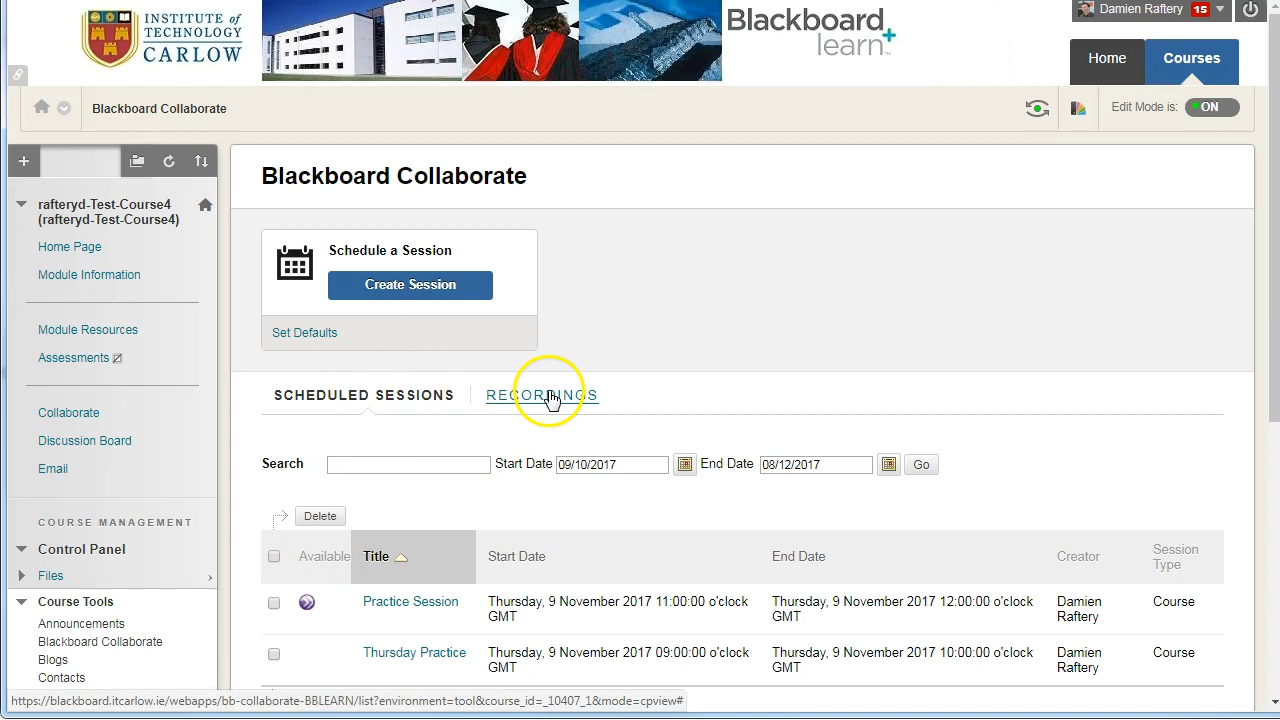 INSTITUTE of
TECHNOLOGY
CARLOW
Blackboard
learn
Damien Raftery 15
Home Courses
Blackboard Collaborate
Edit Mode is: ON
rafteryd-Test-Course4
(rafteryd-Test-Course4)
Home Page
Module Information
Module Resources
Assessments
Collaborate
Discussion Board
Email
COURSE MANAGEMENT
Control Panel
Files
Course Tools
Announcements
Blackboard Collaborate
Blogs
Contacts
Blackboard Collaborate
Schedule a Session
Create Session
Set Defaults
SCHEDULED SESSIONS RECORDINGS
Search Start Date 09/10/2017 End Date 08/12/2017 Go
Delete
Available Title Start Date End Date Creator Session
Type
Practice Session Thursday, 9 November 2017 11:00:00 o'clock Thursday, 9 November 2017 12:00:00 o'clock Damien Course
GMT GMT Raftery
Thursday Practice Thursday, 9 November 2017 09:00:00 o'clock Thursday, 9 November 2017 10:00:00 o'clock Damien Course
GMT GMT Raftery
https://blackboard.itcarlow.ie/webapps/bb-collaborate-BBLEARN/list?environment=tool&course_id=_10407_1&mode=cpview#